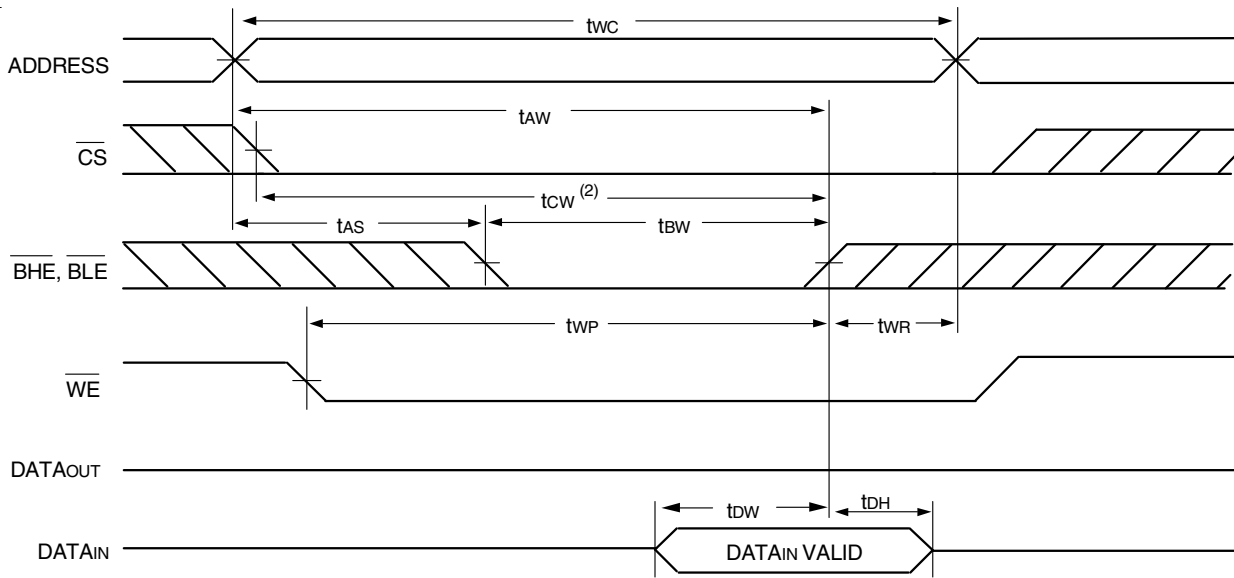 tWC
ADDRESS
tAW
CS
tCW (2)
tAS
tBW
BHE, BLE
tWP
tWR
WE
DATAOUT
tDW
tDH
DATAIN
DATAIN VALID